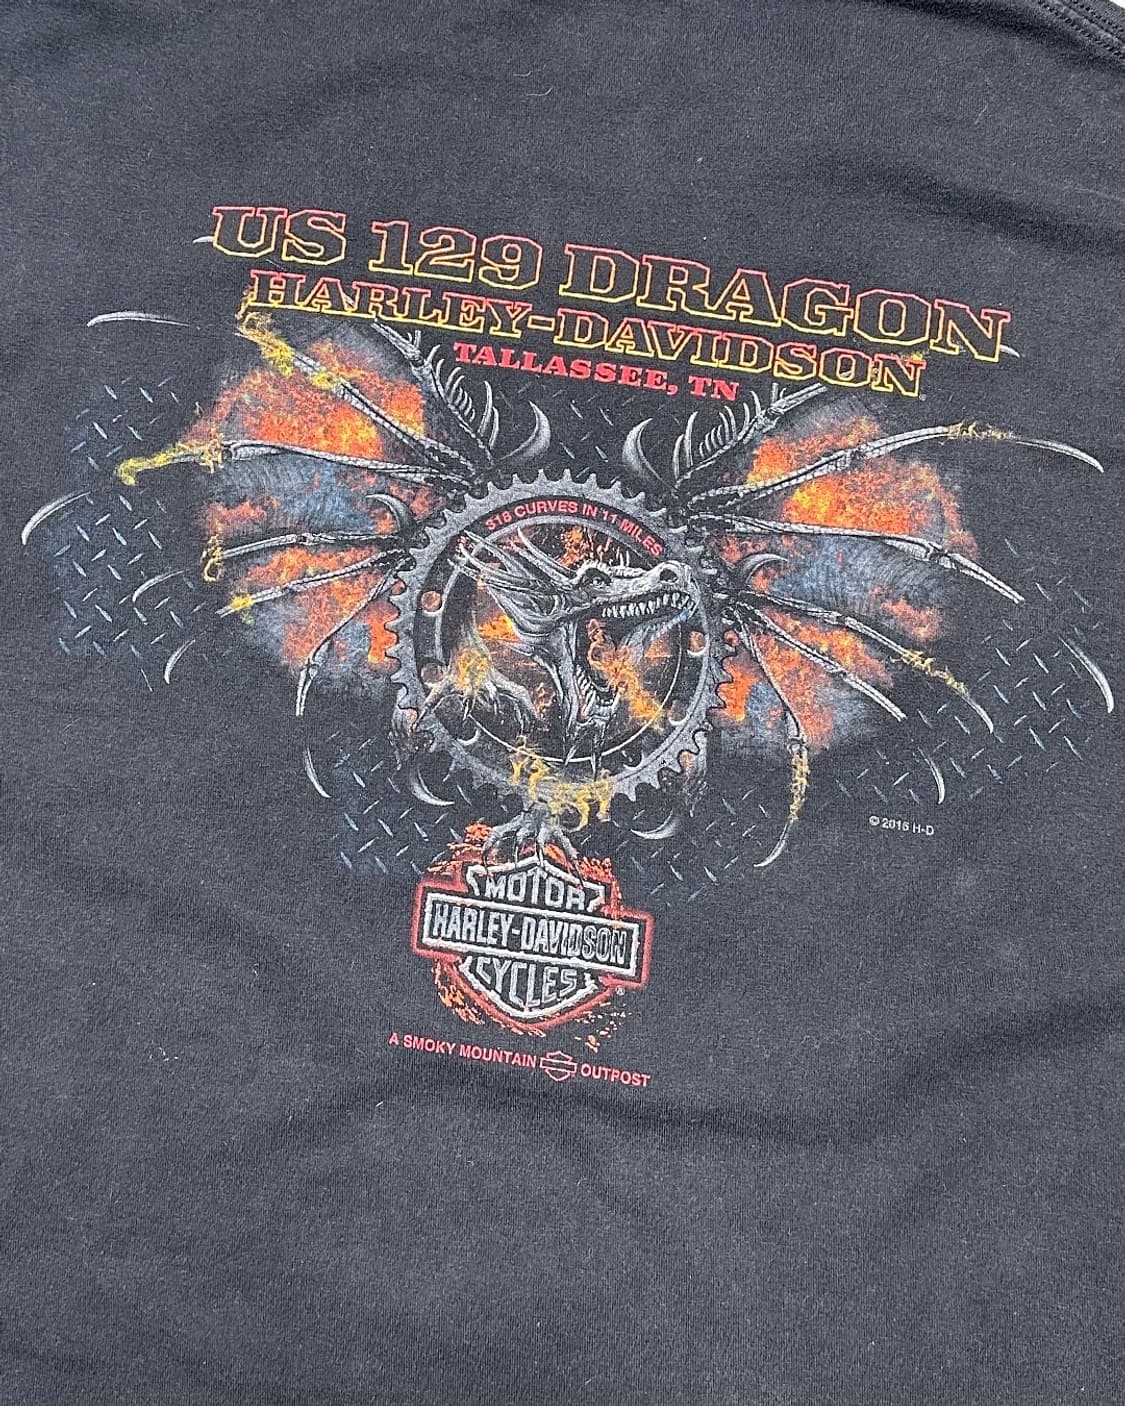 US 129 DRAGON
HARLEY-DAVIDSON
TALLASSEE, TN
318 CURVES IN 11 MILES
© 2016 H-D
MOTOR
HARLEY-DAVIDSON
CYCLES
®
A SMOKY MOUNTAIN OUTPOST